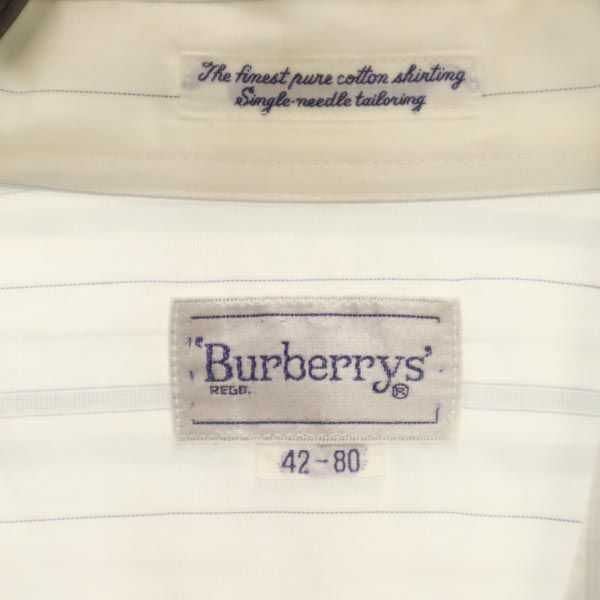 The finest pure cotton shirting
Single-needle tailoring
"Burberrys"
REGD. ®
42-80